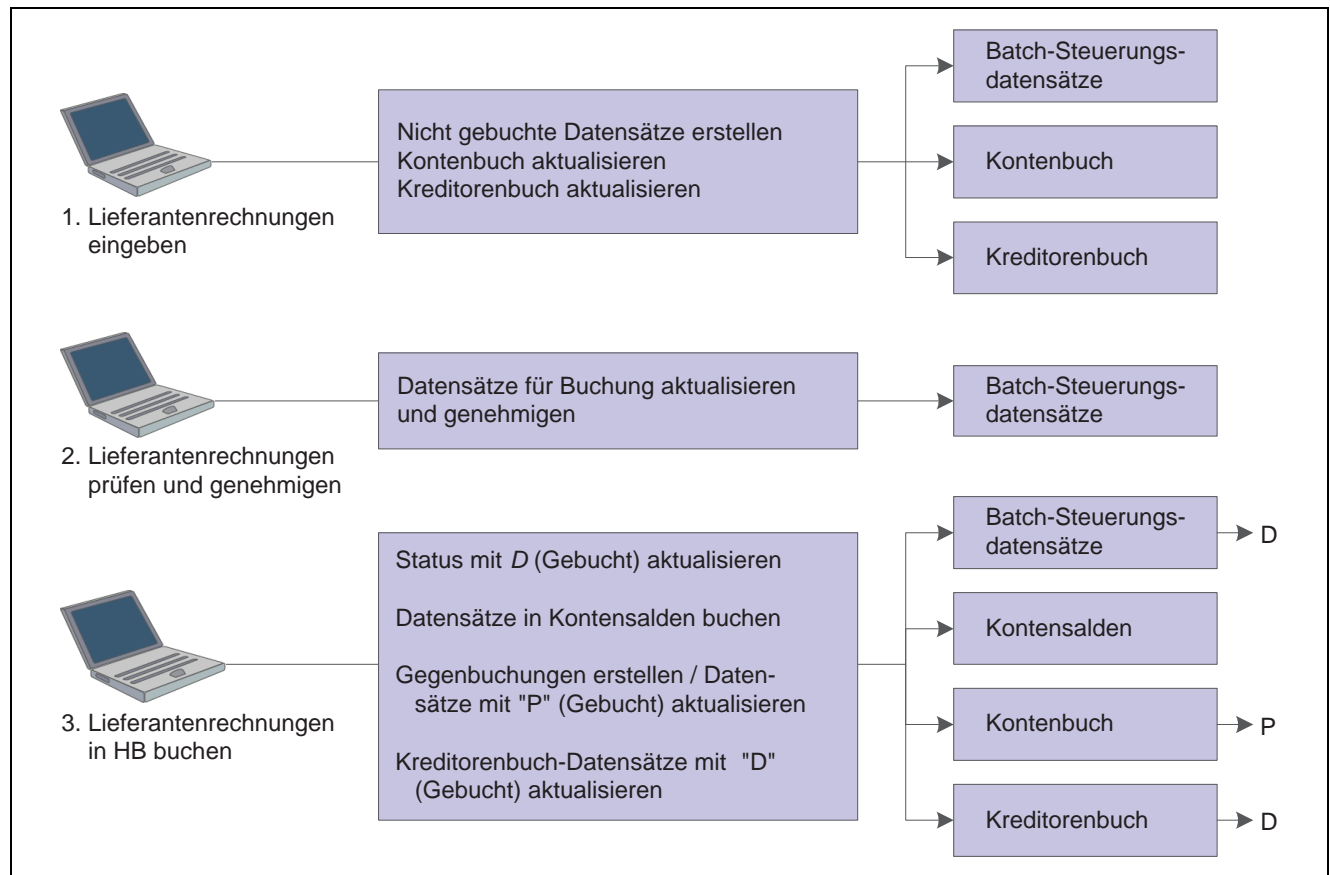 1. Lieferantenrechnungen
eingeben
Nicht gebuchte Datensätze erstellen
Kontenbuch aktualisieren
Kreditorenbuch aktualisieren
Batch-Steuerungs-
datensätze
Kontenbuch
Kreditorenbuch
2. Lieferantenrechnungen
prüfen und genehmigen
Datensätze für Buchung aktualisieren
und genehmigen
Batch-Steuerungs-
datensätze
3. Lieferantenrechnungen
in HB buchen
Status mit D (Gebucht) aktualisieren
Datensätze in Kontensalden buchen
Gegenbuchungen erstellen / Daten-
sätze mit "P" (Gebucht) aktualisieren
Kreditorenbuch-Datensätze mit "D"
(Gebucht) aktualisieren
Batch-Steuerungs-
datensätze
D
Kontensalden
Kontenbuch
P
Kreditorenbuch
D